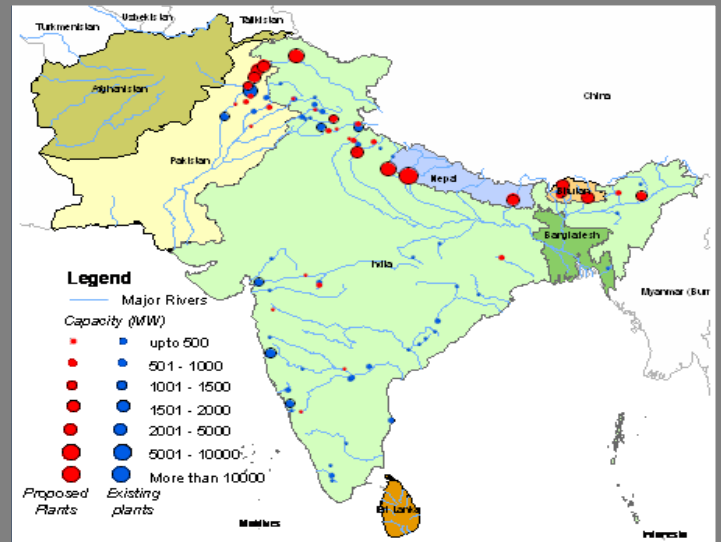 Uzbekistan
Tajikistan
Turkmenistan
Afghanistan
China
Pakistan
Nepal
Bhutan
Bangladesh
India
Myanmar (Burm
Legend
Major Rivers
Capacity (MW)
upto 500
501 - 1000
1001 - 1500
1501 - 2000
2001 - 5000
5001 - 10000
More than 10000
Proposed Plants
Existing plants
Sri Lanka
Maldives
Indonesia